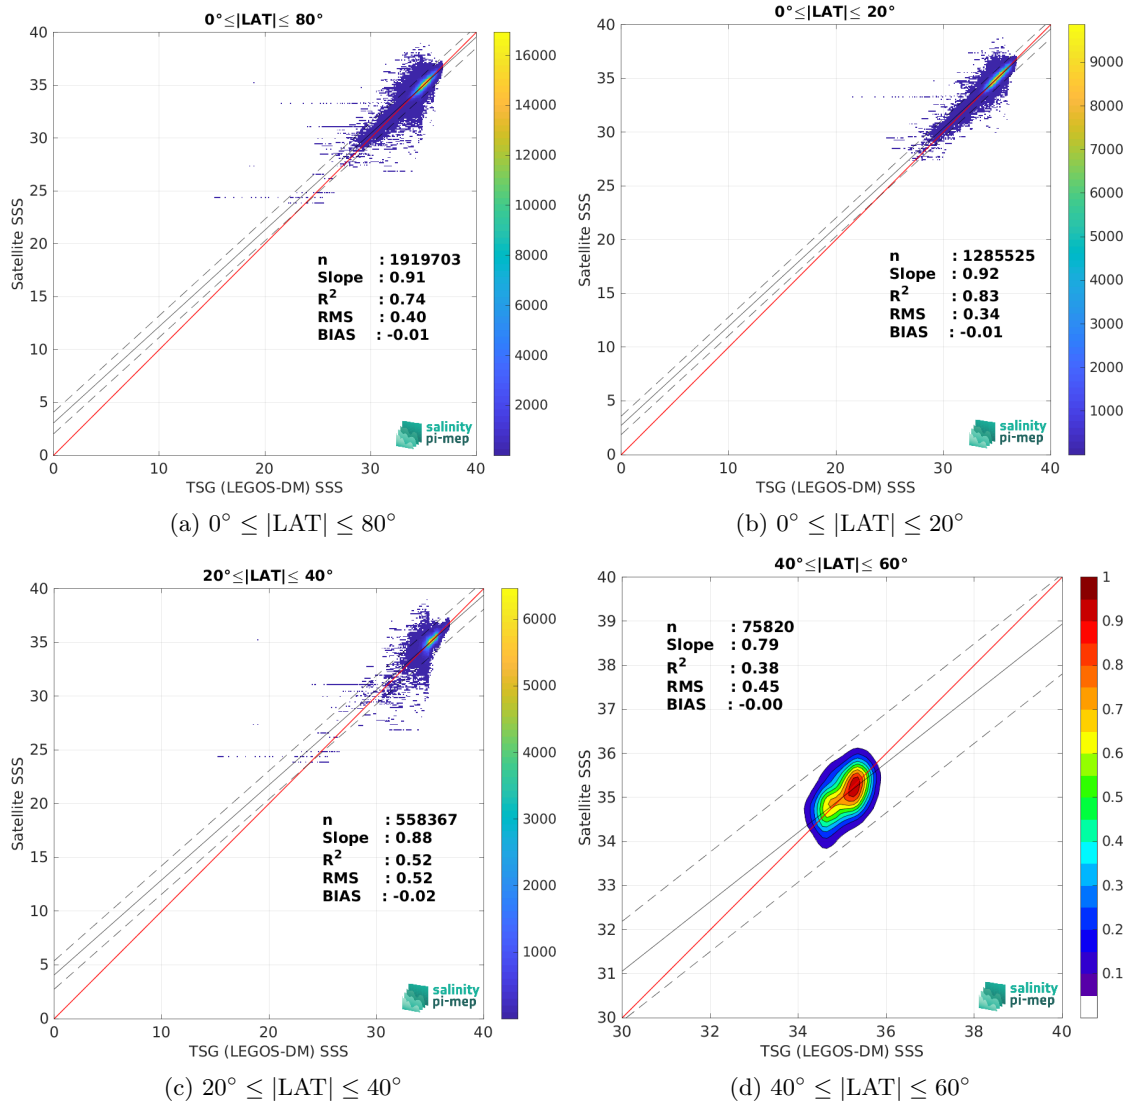 0°≤|LAT|≤ 80°
Satellite SSS
40
35
30
25
20
15
10
5
0
n : 1919703
Slope : 0.91
R² : 0.74
RMS : 0.40
BIAS : -0.01
salinity
pi-mep
0 10 20 30 40
TSG (LEGOS-DM) SSS
16000
14000
12000
10000
8000
6000
4000
2000
(a) 0° ≤ |LAT| ≤ 80°
0°≤|LAT|≤ 20°
Satellite SSS
40
35
30
25
20
15
10
5
0
n : 1285525
Slope : 0.92
R² : 0.83
RMS : 0.34
BIAS : -0.01
salinity
pi-mep
0 10 20 30 40
TSG (LEGOS-DM) SSS
9000
8000
7000
6000
5000
4000
3000
2000
1000
(b) 0° ≤ |LAT| ≤ 20°
20°≤|LAT|≤ 40°
Satellite SSS
40
35
30
25
20
15
10
5
0
n : 558367
Slope : 0.88
R² : 0.52
RMS : 0.52
BIAS : -0.02
salinity
pi-mep
0 10 20 30 40
TSG (LEGOS-DM) SSS
6000
5000
4000
3000
2000
1000
(c) 20° ≤ |LAT| ≤ 40°
40°≤|LAT|≤ 60°
Satellite SSS
40
39
38
37
36
35
34
33
32
31
30
n : 75820
Slope : 0.79
R² : 0.38
RMS : 0.45
BIAS : -0.00
salinity
pi-mep
30 32 34 36 38 40
TSG (LEGOS-DM) SSS
1
0.9
0.8
0.7
0.6
0.5
0.4
0.3
0.2
0.1
(d) 40° ≤ |LAT| ≤ 60°